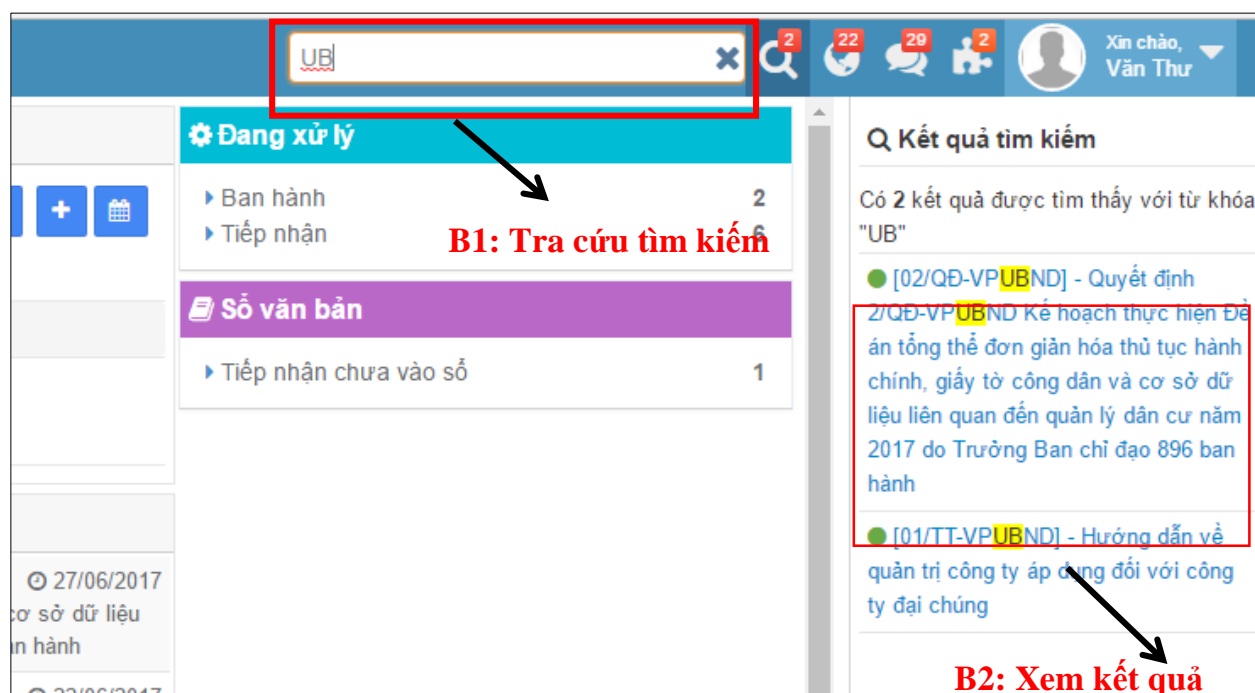 UB
2
22
29
2
Xin chào,
Văn Thư
Đang xử lý
Ban hành 2
Tiếp nhận 6
B1: Tra cứu tìm kiếm
Sổ văn bản
Tiếp nhận chưa vào sổ 1
27/06/2017
cơ sở dữ liệu
hành
Kết quả tìm kiếm
Có 2 kết quả được tìm thấy với từ khóa
"UB"
[02/QĐ-VPUBND] - Quyết định
2/QĐ-VPUBND Kế hoạch thực hiện Đề
án tổng thể đơn giản hóa thủ tục hành
chính, giấy tờ công dân và cơ sở dữ
liệu liên quan đến quản lý dân cư năm
2017 do Trưởng Ban chỉ đạo 896 ban
hành
[01/TT-VPUBND] - Hướng dẫn về
quản trị công ty áp dụng đối với công
ty đại chúng
B2: Xem kết quả